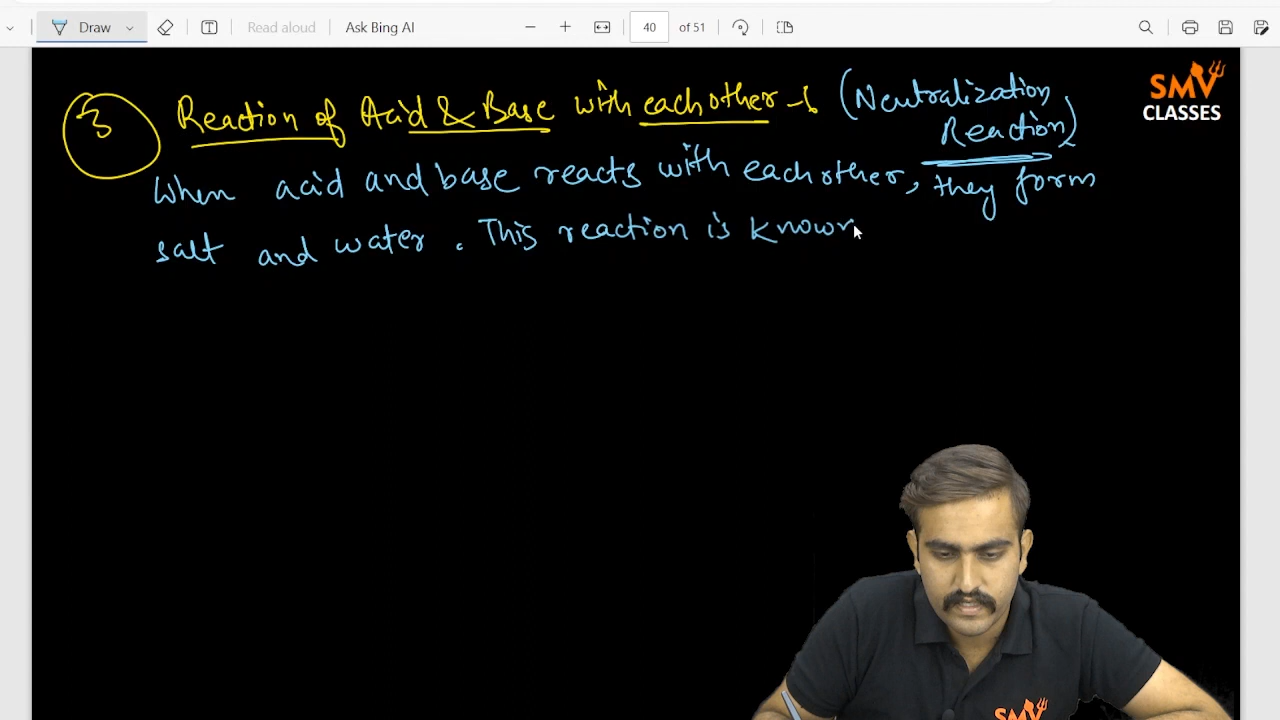 Draw
Read aloud
Ask Bing AI
40 of 51
SMV
CLASSES
3 Reaction of Acid & Base with each other - (Neutralization
Reaction)
When acid and base reacts with each other, they form
salt and water. This reaction is known
SMV